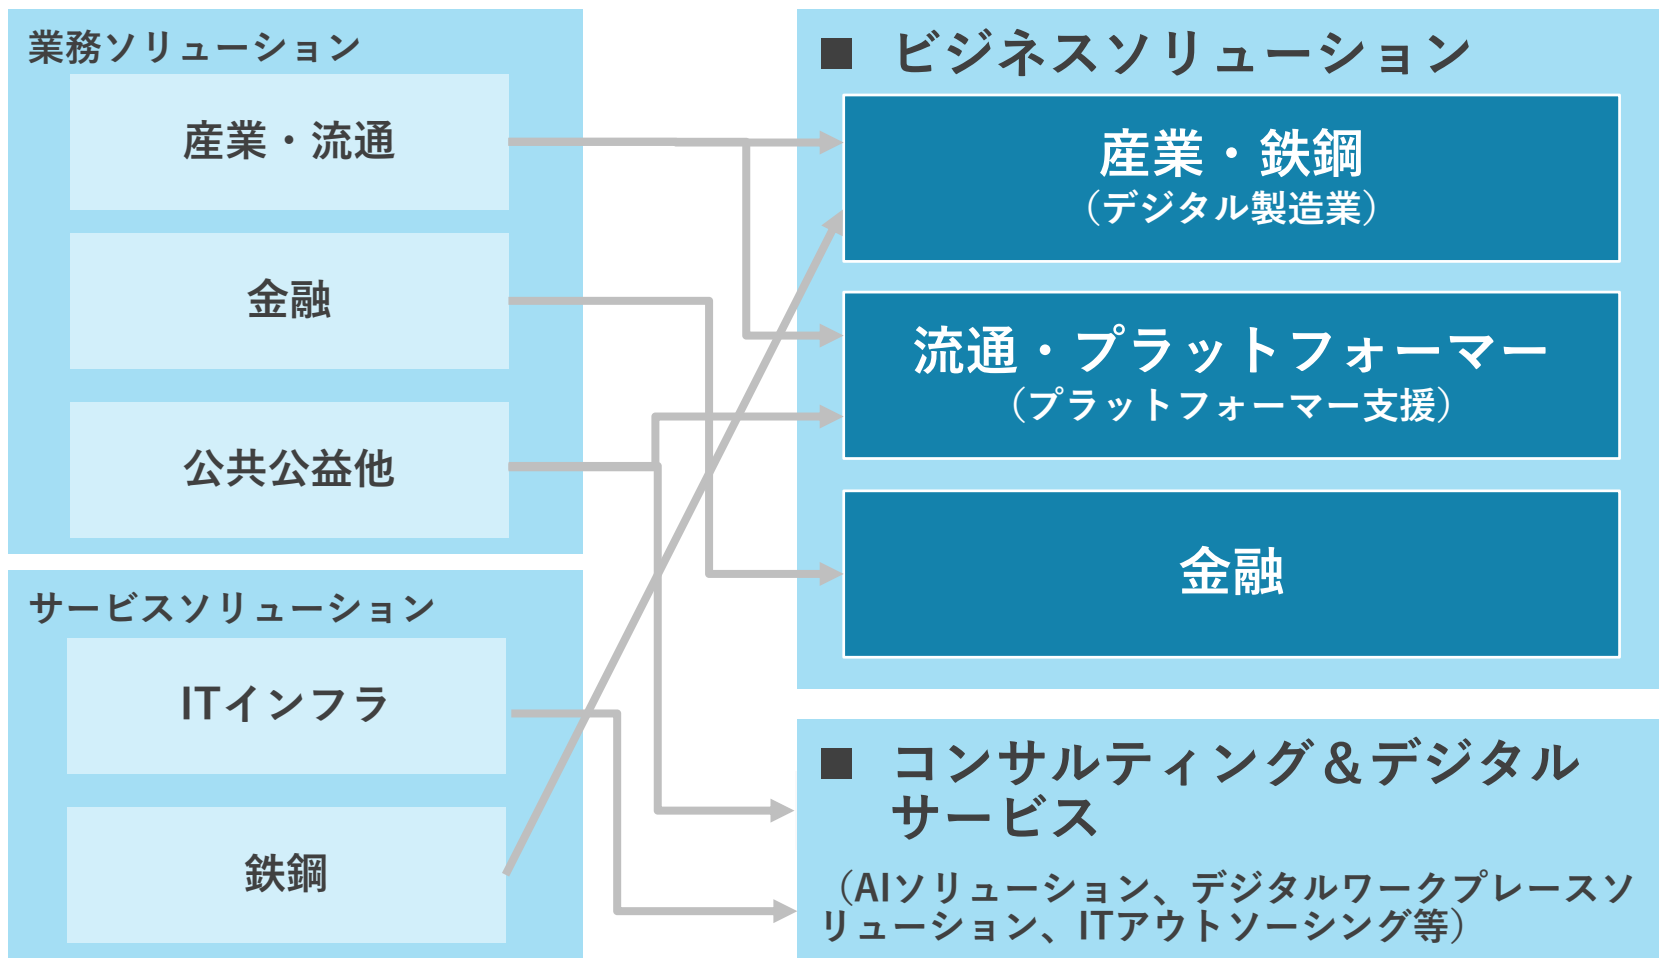 業務ソリューション
産業・流通
金融
公共公益他
サービスソリューション
ITインフラ
鉄鋼
■ ビジネスソリューション
産業・鉄鋼
（デジタル製造業）
流通・プラットフォーマー
（プラットフォーマー支援）
金融
■ コンサルティング＆デジタル
サービス
（AIソリューション、デジタルワークプレースソ
リューション、ITアウトソーシング等）